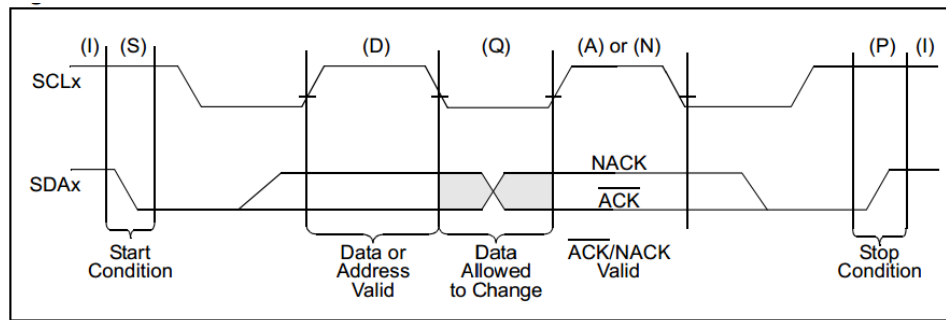 (I) (S) (D) (Q) (A) or (N) (P) (I)
SCLx
NACK
SDAx
ACK
Start Condition
Data or Address Valid
Data Allowed to Change
ACK/NACK Valid
Stop Condition